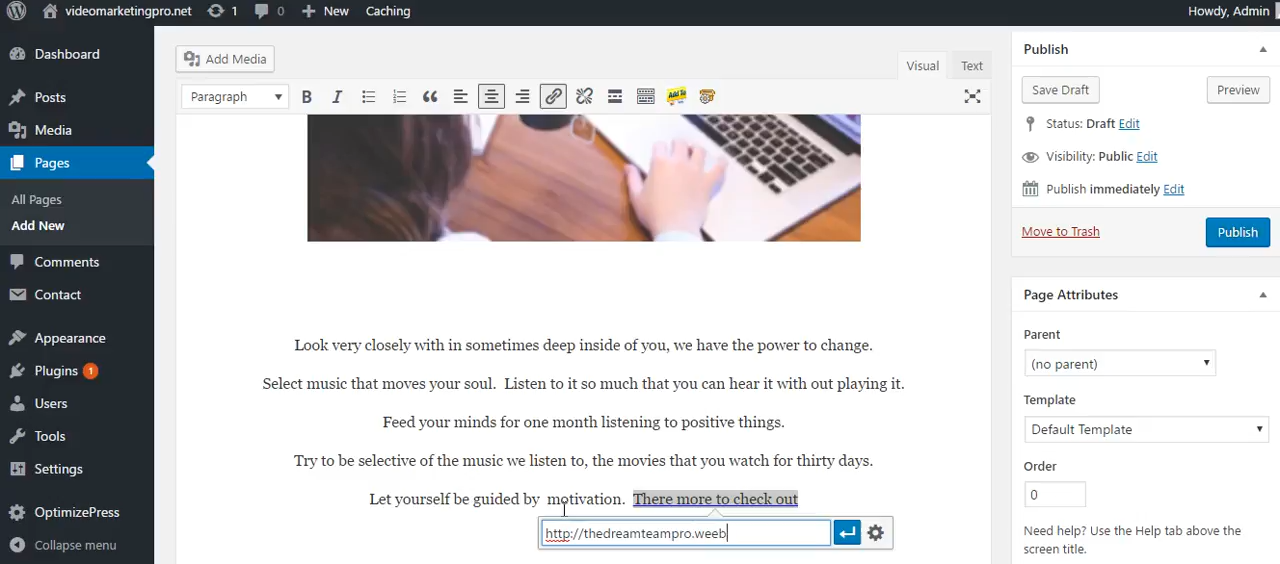 videomarketingpro.net 1 0 + New Caching Howdy, Admin
Dashboard
Posts
Media
Pages
All Pages
Add New
Comments
Contact
Appearance
Plugins 1
Users
Tools
Settings
OptimizePress
Collapse menu
Add Media
Visual Text
Paragraph B I
Look very closely with in sometimes deep inside of you, we have the power to change.
Select music that moves your soul. Listen to it so much that you can hear it with out playing it.
Feed your minds for one month listening to positive things.
Try to be selective of the music we listen to, the movies that you watch for thirty days.
Let yourself be guided by motivation. There more to check out
http://thedreamteampro.weeb
Publish
Save Draft Preview
Status: Draft Edit
Visibility: Public Edit
Publish immediately Edit
Move to Trash Publish
Page Attributes
Parent
(no parent)
Template
Default Template
Order
0
Need help? Use the Help tab above the
screen title.